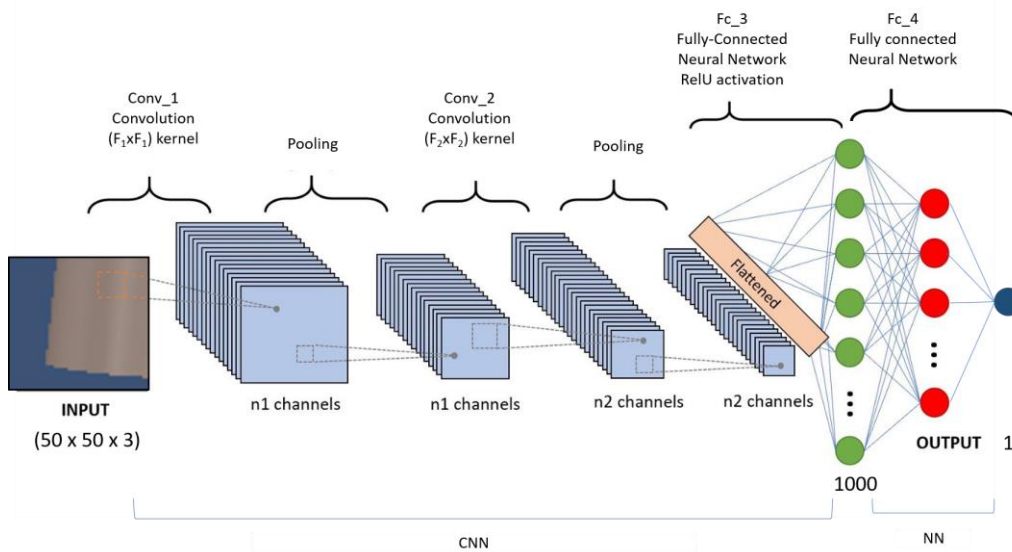 Fc_3
Fully-Connected
Neural Network
RelU activation
Fc_4
Fully connected
Neural Network
Conv_1
Convolution
(F₁xF₁) kernel
Pooling
Conv_2
Convolution
(F₂xF₂) kernel
Pooling
Flattened
INPUT
(50 x 50 x 3)
n1 channels
n1 channels
n2 channels
n2 channels
OUTPUT
1
1000
CNN
NN